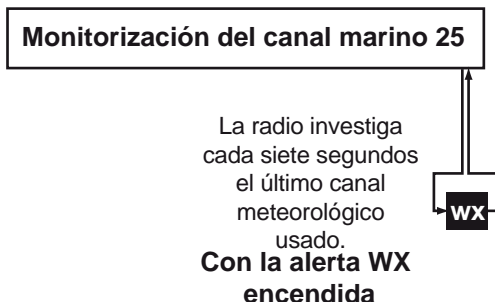 Monitorización del canal marino 25
La radio investiga
cada siete segundos
el último canal
meteorológico
usado.
WX
Con la alerta WX
encendida